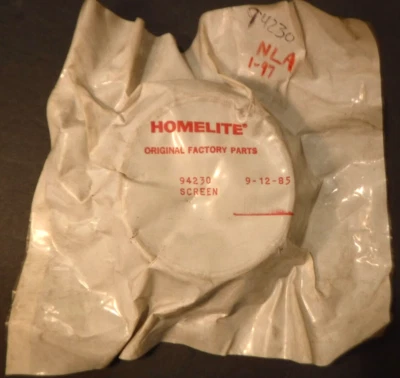 94230
NLA
1-97
HOMELITE®
ORIGINAL FACTORY PARTS
94230 9-12-85
SCREEN